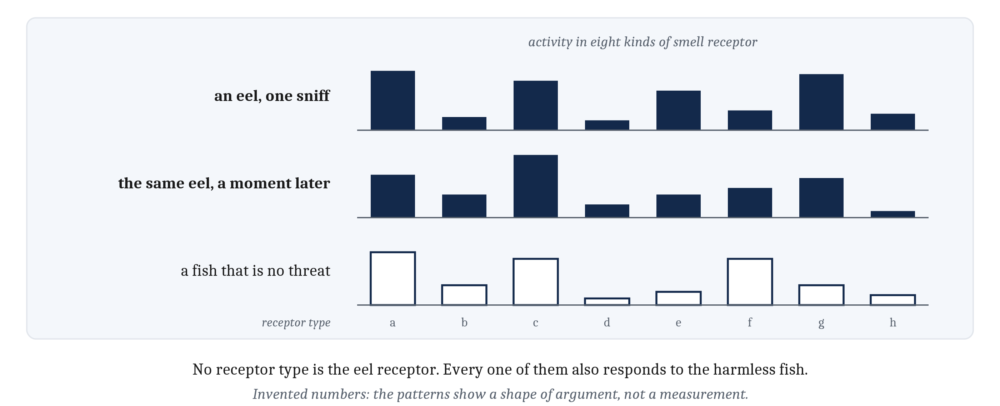 activity in eight kinds of smell receptor
an eel, one sniff
the same eel, a moment later
a fish that is no threat
receptor type a b c d e f g h
No receptor type is the eel receptor. Every one of them also responds to the harmless fish.
Invented numbers: the patterns show a shape of argument, not a measurement.